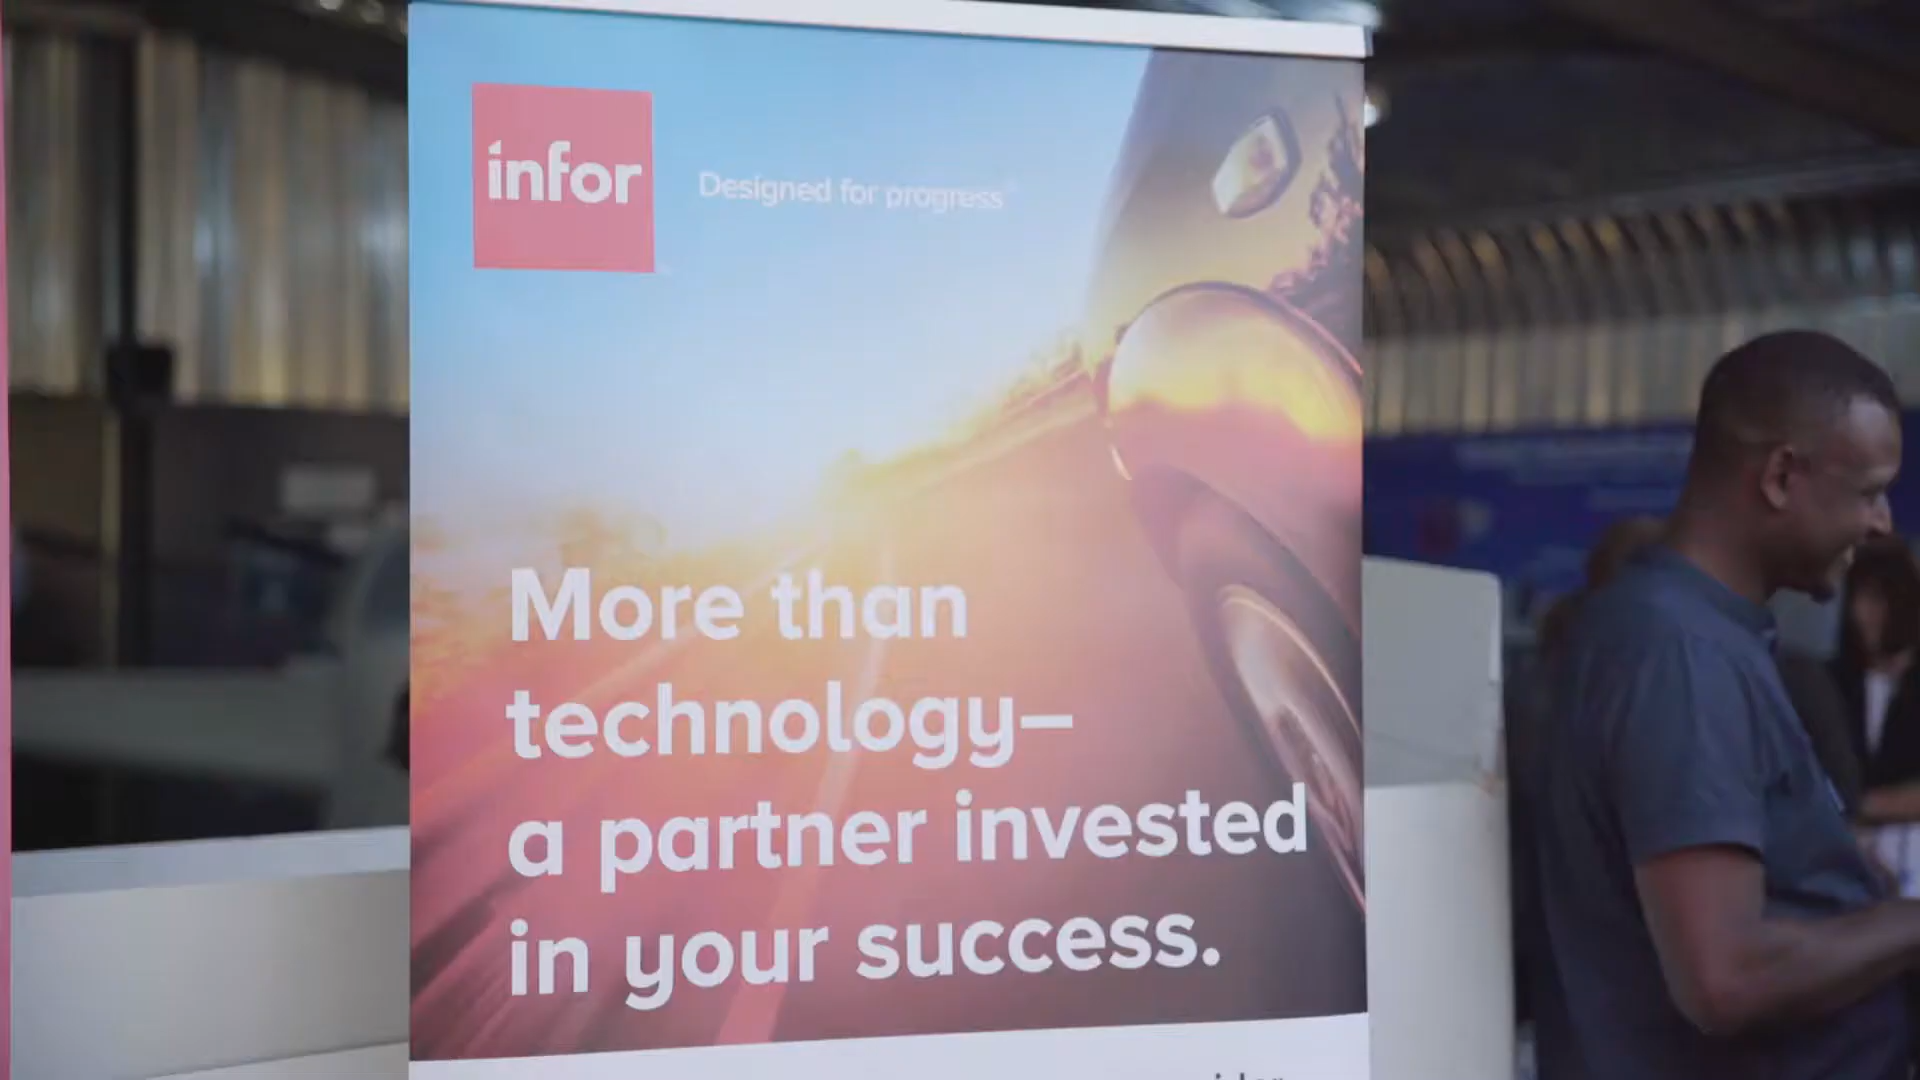 infor
Designed for progress
More than
technology–
a partner invested
in your success.